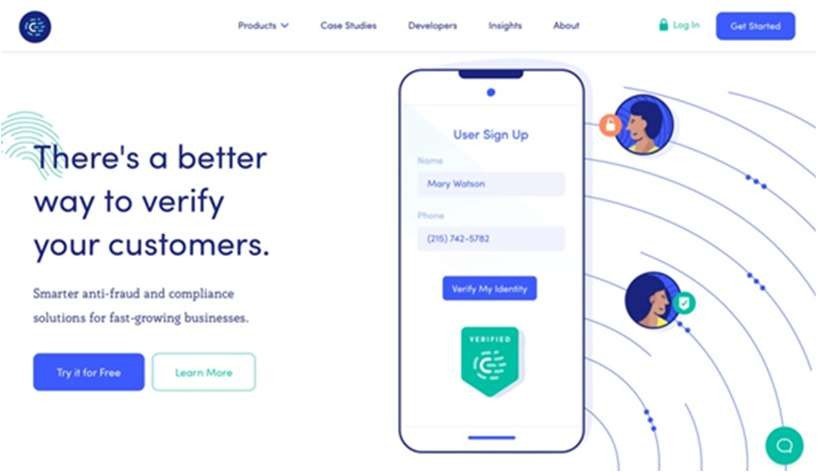 Products
Case Studies
Developers
Insights
About
Log In
Get Started
There's a better
way to verify
your customers.
Smarter anti-fraud and compliance
solutions for fast-growing businesses.
Try it for Free
Learn More
User Sign Up
Name
Mary Watson
Phone
(215) 742-5782
Verify My Identity
VERIFIED